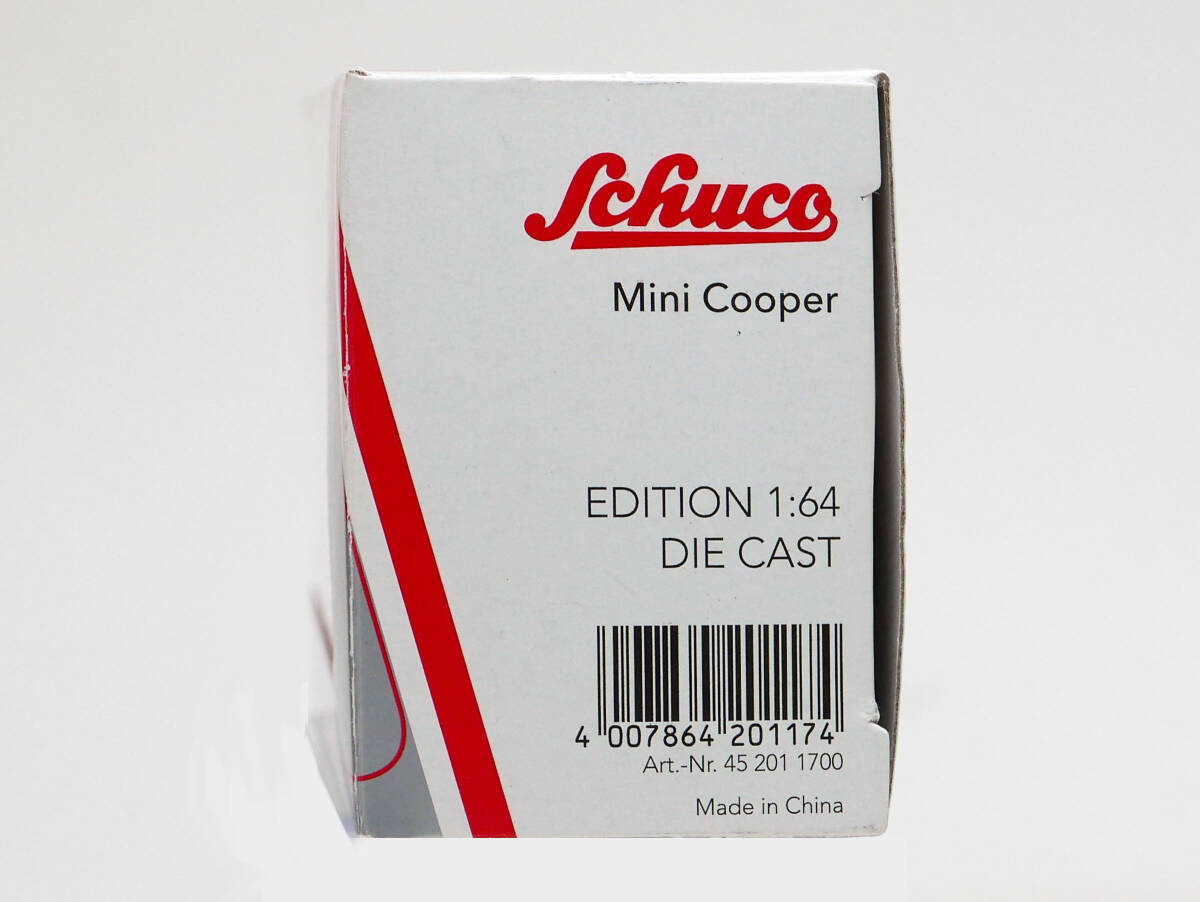 Schuco
Mini Cooper
EDITION 1:64
DIE CAST
4 007864 201174
Art.-Nr. 45 201 1700
Made in China